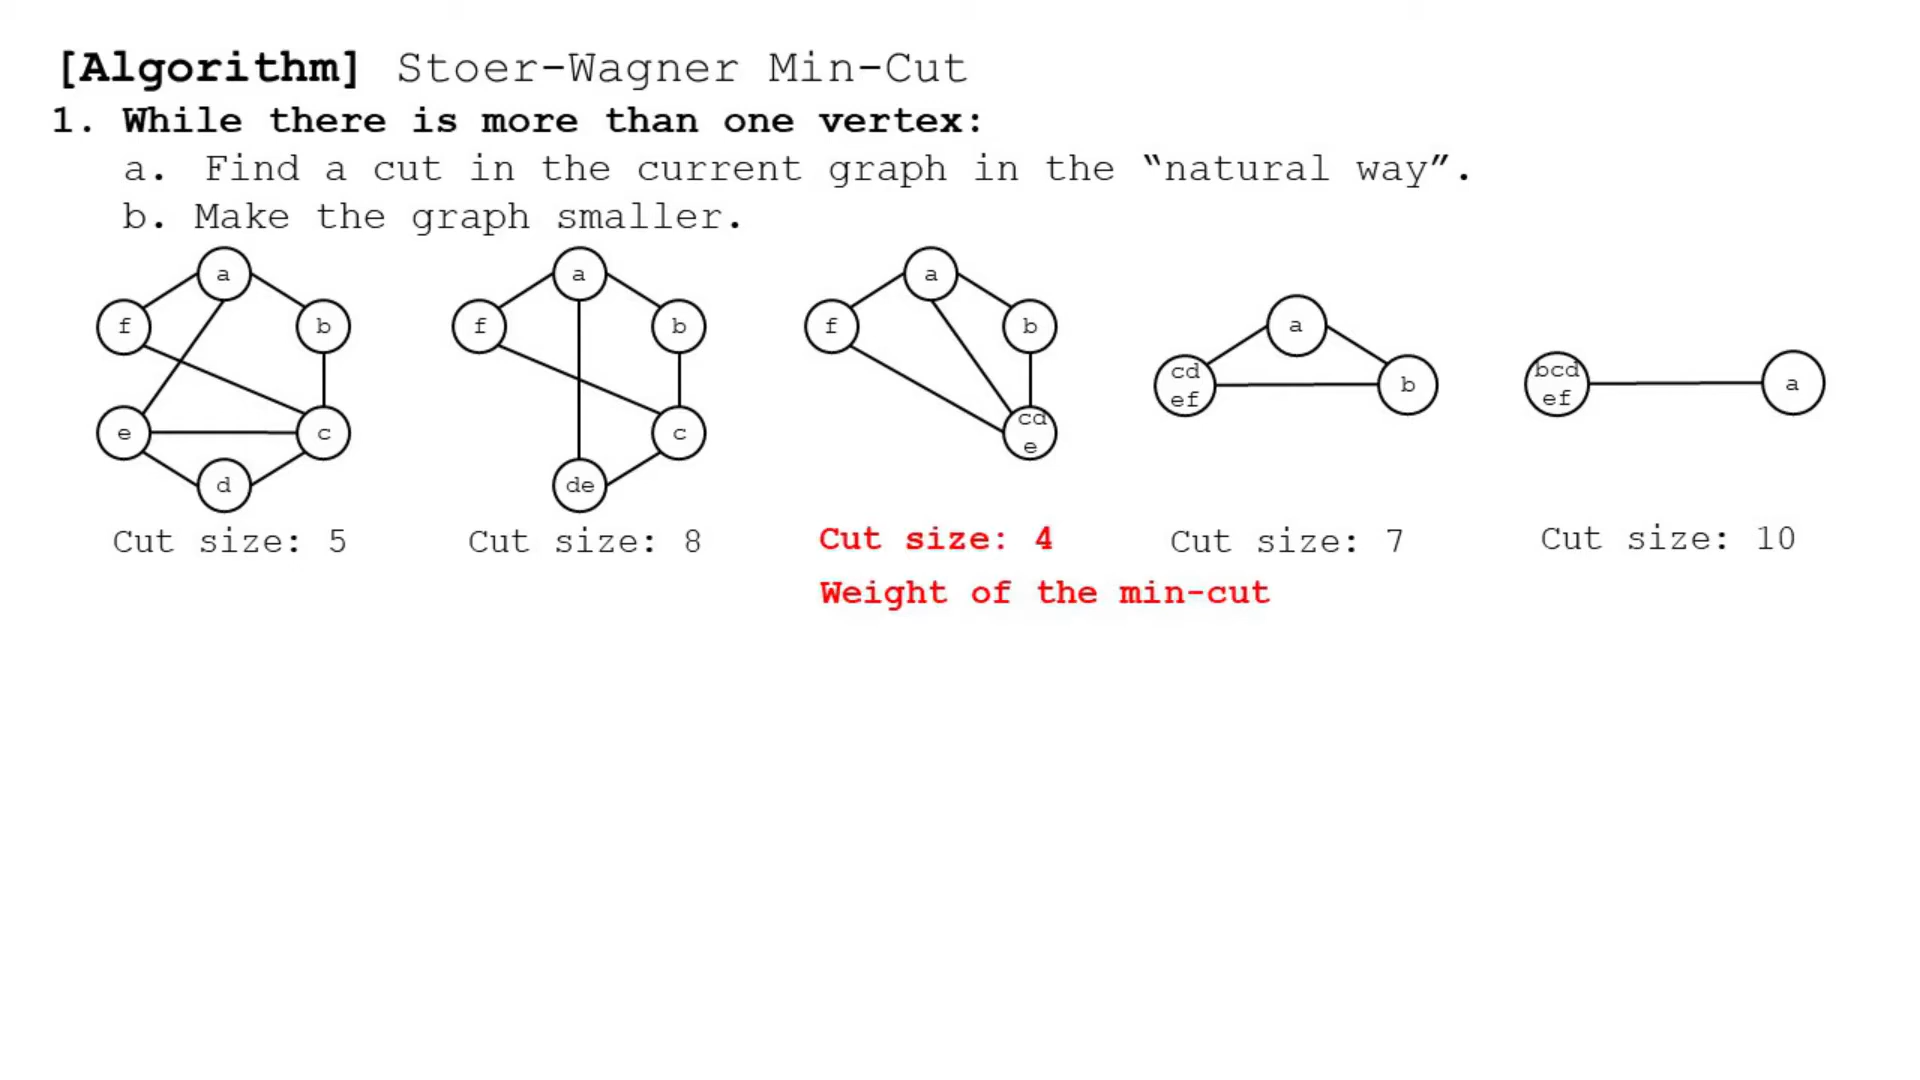 [Algorithm] Stoer-Wagner Min-Cut
1. While there is more than one vertex:
a. Find a cut in the current graph in the “natural way”.
b. Make the graph smaller.
a
f
b
e
c
d
Cut size: 5
a
f
b
c
de
Cut size: 8
a
f
b
cd
e
Cut size: 4
Weight of the min-cut
a
cd
ef
b
Cut size: 7
bcd
ef
a
Cut size: 10